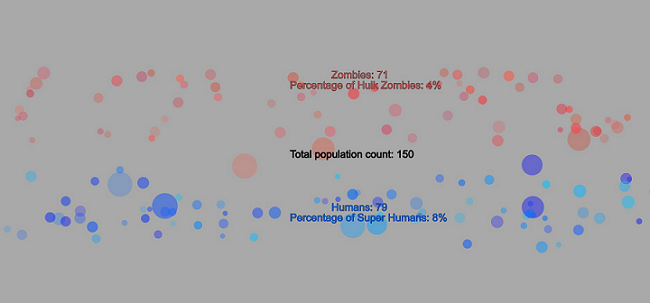 Zombies: 71
Percentage of Hulk Zombies: 4%
Total population count: 150
Humans: 79
Percentage of Super Humans: 8%